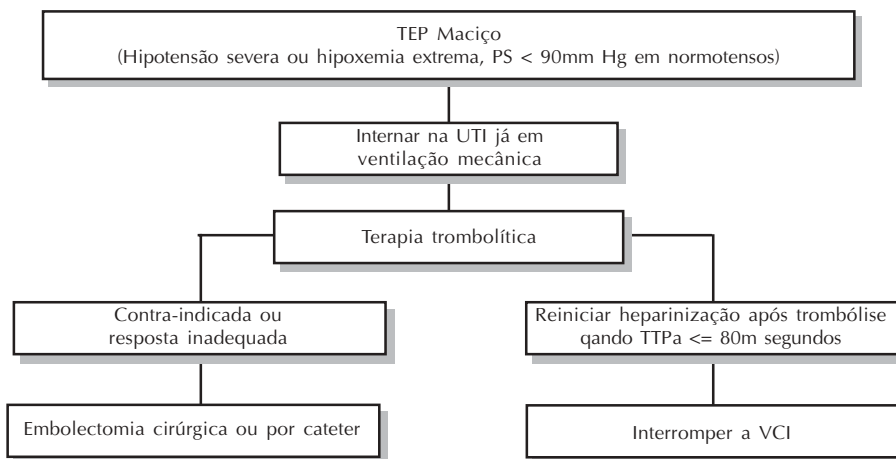 TEP Maciço
(Hipotensão severa ou hipoxemia extrema, PS < 90mm Hg em normotensos)
Internar na UTI já em
ventilação mecânica
Terapia trombolítica
Contra-indicada ou
resposta inadequada
Reiniciar heparinização após trombólise
qando TTPa <= 80m segundos
Embolectomia cirúrgica ou por cateter
Interromper a VCI